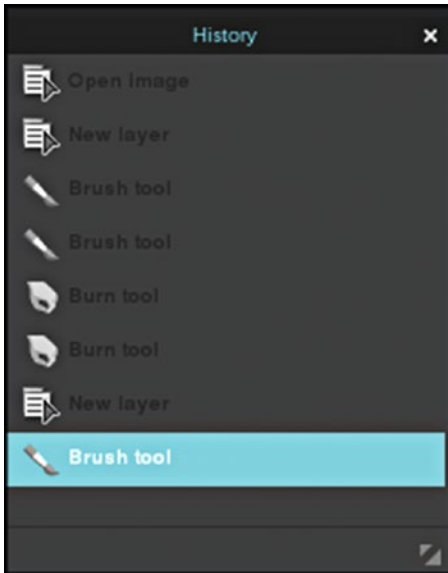 History
Open image
New layer
Brush tool
Brush tool
Burn tool
Burn tool
New layer
Brush tool